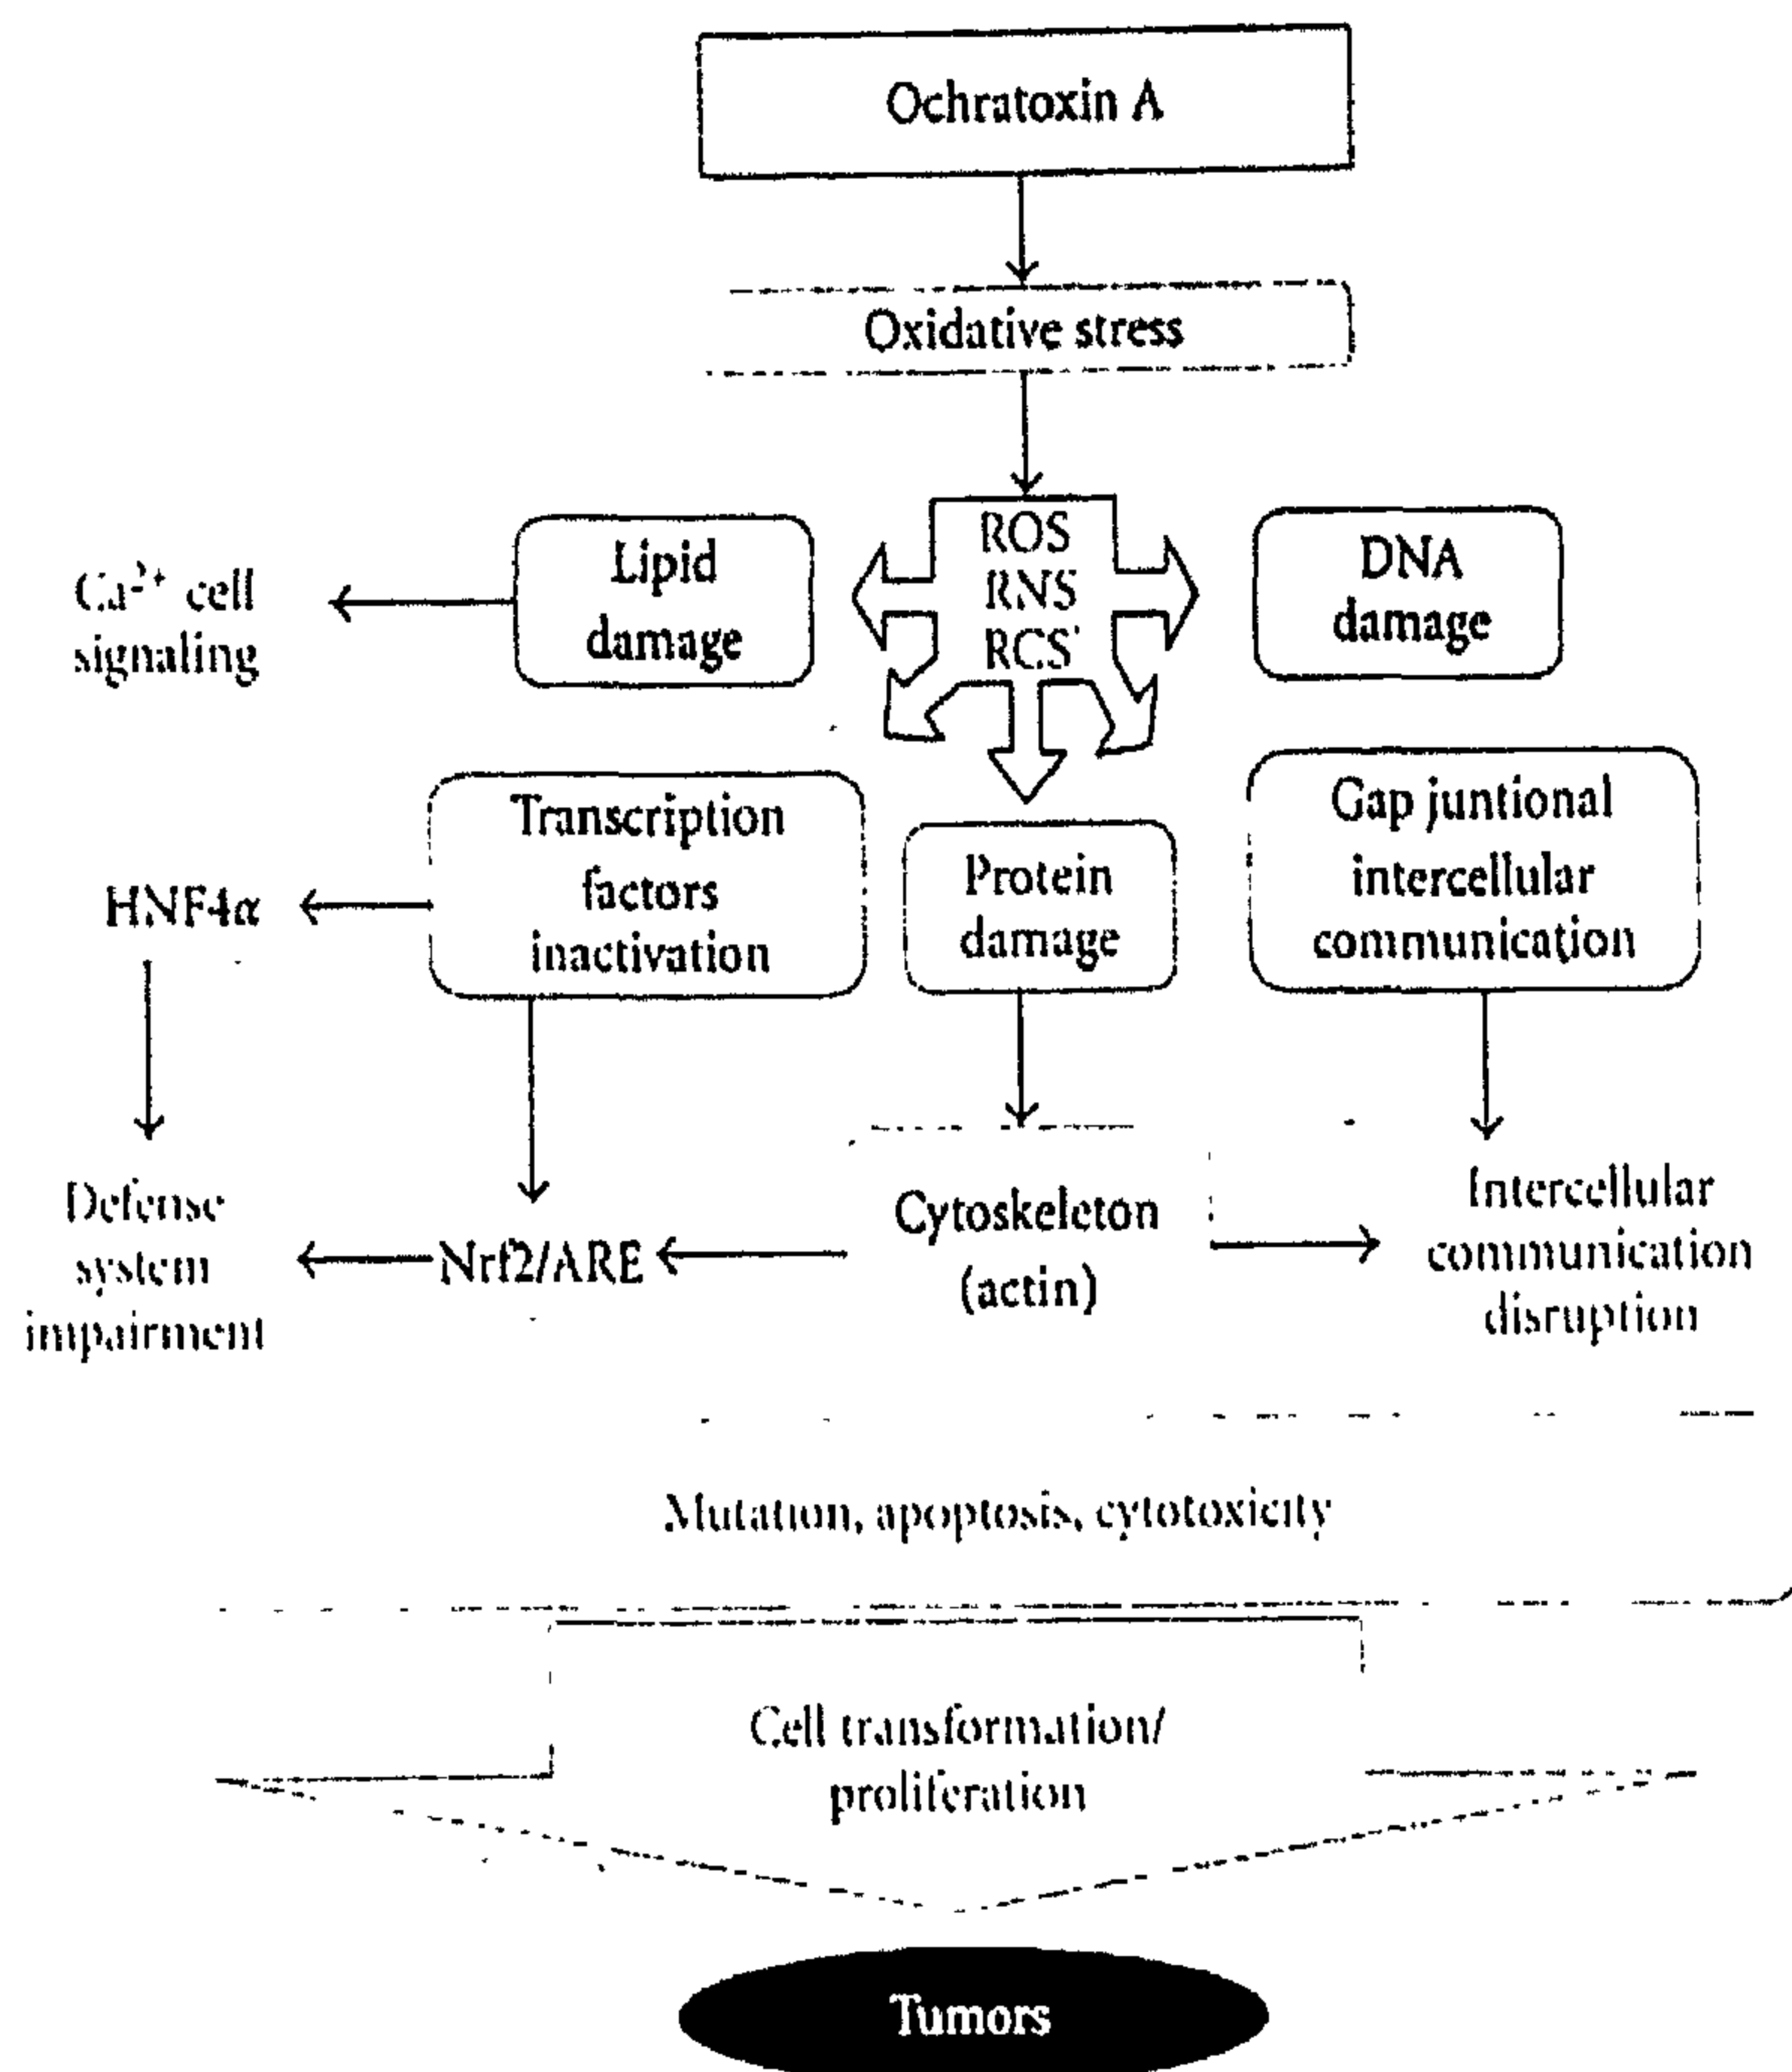 Ochratoxin A
Oxidative stress
ROS
RNS
RCS
Lipid
damage
DNA
damage
Ca²⁺ cell
signaling
Transcription
factors
inactivation
Protein
damage
Gap juntional
intercellular
communication
HNF4α
Defense
system
impairment
Nrf2/ARE
Cytoskeleton
(actin)
Intercellular
communication
disruption
Mutation, apoptosis, cytotoxicity
Cell transformation/
proliferation
Tumors